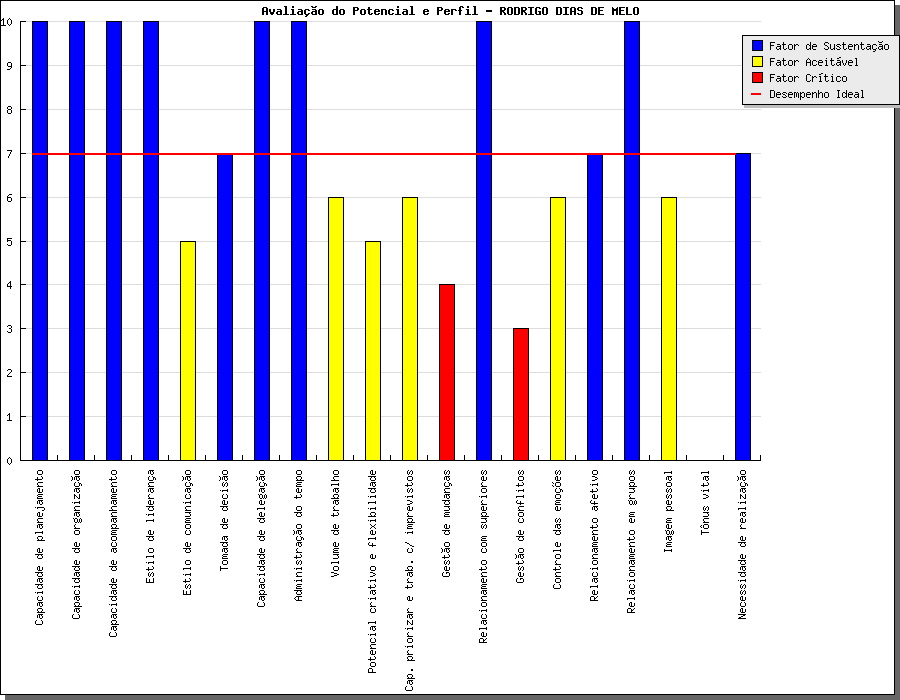 Avaliação do Potencial e Perfil - RODRIGO DIAS DE MELO
Fator de Sustentação
Fator Aceitável
Fator Crítico
Desempenho Ideal
10
9
8
7
6
5
4
3
2
1
0
Capacidade de planejamento
Capacidade de organização
Capacidade de acompanhamento
Estilo de liderança
Estilo de comunicação
Tomada de decisão
Capacidade de delegação
Administração do tempo
Volume de trabalho
Potencial criativo e flexibilidade
Cap. priorizar e trab. c/ imprevistos
Gestão de mudanças
Relacionamento com superiores
Gestão de conflitos
Controle das emoções
Relacionamento afetivo
Relacionamento em grupos
Imagem pessoal
Tônus vital
Necessidade de realização